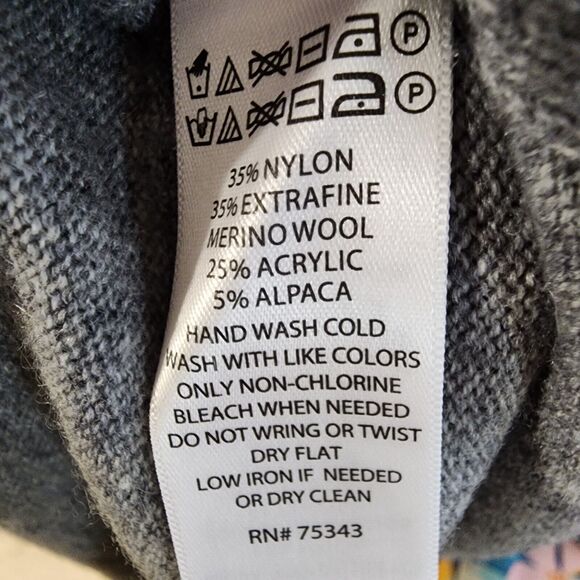 P
P
35% NYLON
35% EXTRAFINE
MERINO WOOL
25% ACRYLIC
5% ALPACA
HAND WASH COLD
WASH WITH LIKE COLORS
ONLY NON-CHLORINE
BLEACH WHEN NEEDED
DO NOT WRING OR TWIST
DRY FLAT
LOW IRON IF NEEDED
OR DRY CLEAN
RN# 75343